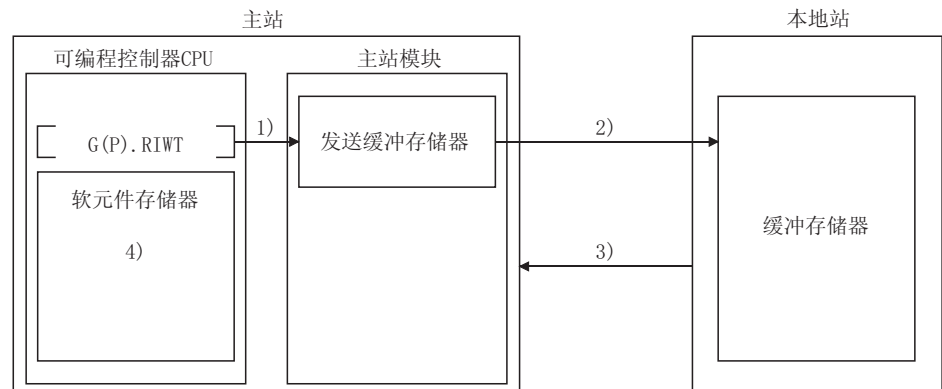 主站
本地站
可编程控制器CPU
主站模块
G(P).RIWT
1)
发送缓冲存储器
2)
软元件存储器
4)
3)
缓冲存储器